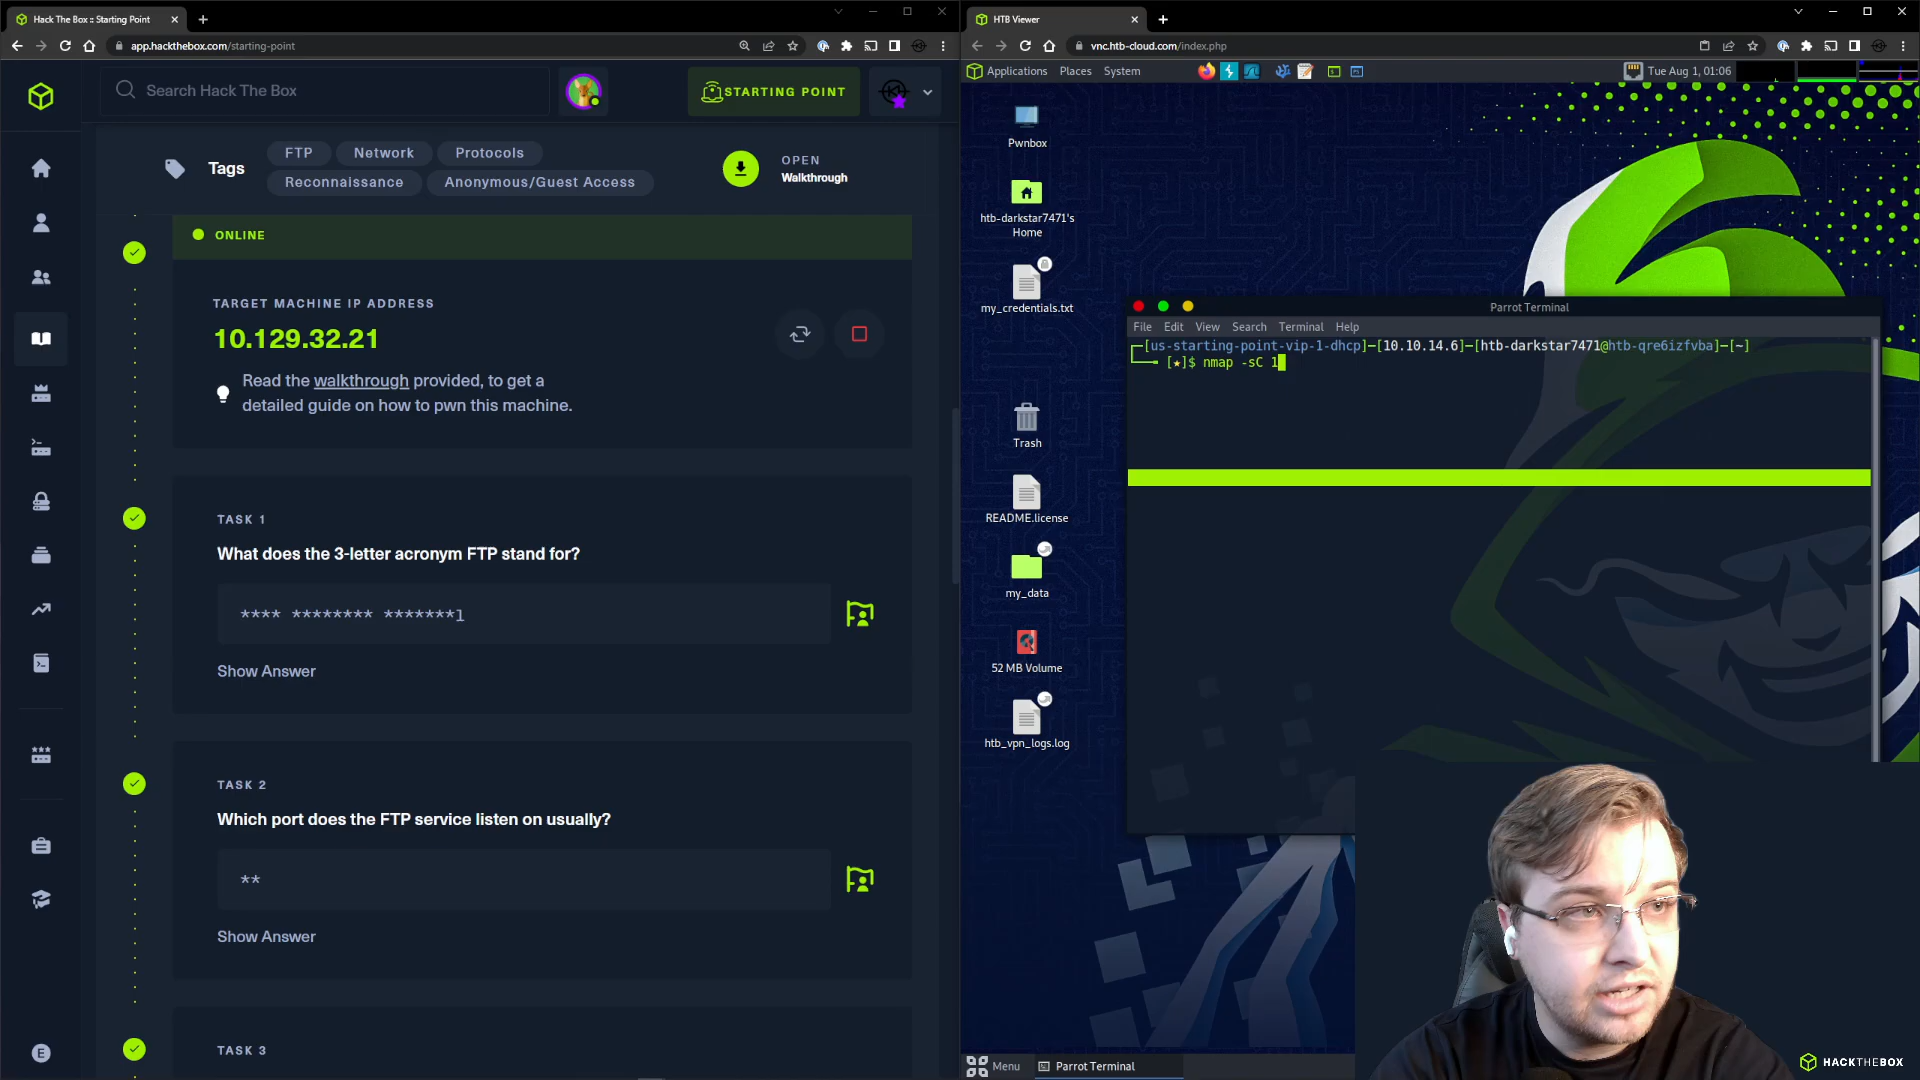 Hack The Box :: Starting Point
app.hackthebox.com/starting-point
Search Hack The Box
STARTING POINT
Tags
FTP
Network
Protocols
Reconnaissance
Anonymous/Guest Access
OPEN
Walkthrough
ONLINE
TARGET MACHINE IP ADDRESS
10.129.32.21
Read the walkthrough provided, to get a
detailed guide on how to pwn this machine.
TASK 1
What does the 3-letter acronym FTP stand for?
**** ******** *******l
Show Answer
TASK 2
Which port does the FTP service listen on usually?
**
Show Answer
TASK 3
E
HTB Viewer
vnc.htb-cloud.com/index.php
Applications Places System
Tue Aug 1, 01:06
Pwnbox
htb-darkstar7471's
Home
my_credentials.txt
Trash
README.license
my_data
52 MB Volume
htb_vpn_logs.log
Parrot Terminal
File Edit View Search Terminal Help
┌─[us-starting-point-vip-1-dhcp]─[10.10.14.6]─[htb-darkstar7471@htb-qre6izfvba]─[~]
└──╼ [★]$ nmap -sC 1
Menu
Parrot Terminal
HACKTHEBOX